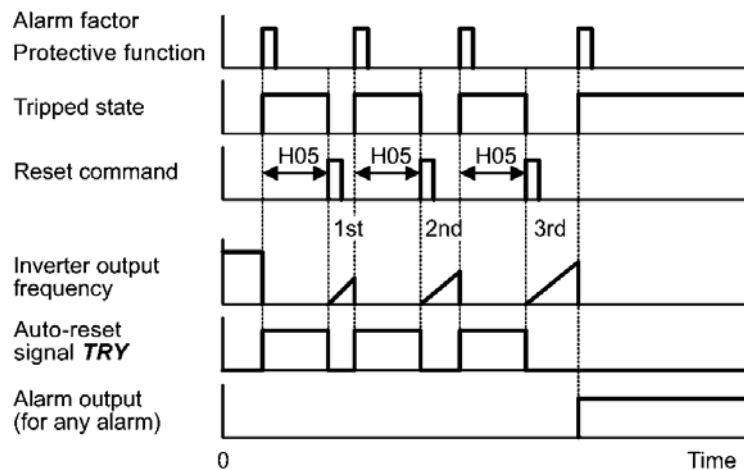 Alarm factor
Protective function
Tripped state
H05 H05 H05
Reset command
1st 2nd 3rd
Inverter output
frequency
Auto-reset
signal TRY
Alarm output
(for any alarm)
0 Time